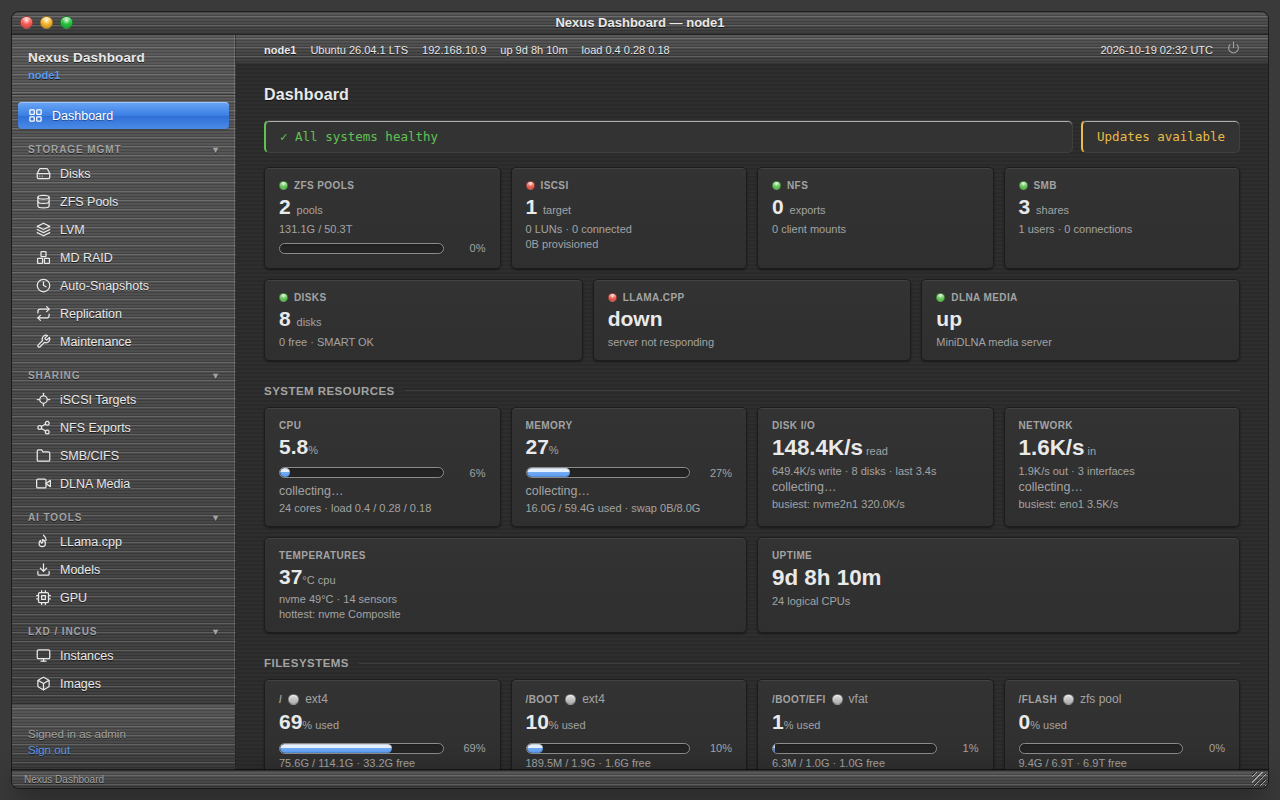 Nexus Dashboard — node1
Nexus Dashboard
node1
node1 Ubuntu 26.04.1 LTS 192.168.10.9 up 9d 8h 10m load 0.4 0.28 0.18
2026-10-19 02:32 UTC
Dashboard
STORAGE MGMT ▼
Disks
ZFS Pools
LVM
MD RAID
Auto-Snapshots
Replication
Maintenance
SHARING ▼
iSCSI Targets
NFS Exports
SMB/CIFS
DLNA Media
AI TOOLS ▼
LLama.cpp
Models
GPU
LXD / INCUS ▼
Instances
Images
Signed in as admin
Sign out
Dashboard
✓ All systems healthy
Updates available
ZFS POOLS
2 pools
131.1G / 50.3T
0%
ISCSI
1 target
0 LUNs · 0 connected
0B provisioned
NFS
0 exports
0 client mounts
SMB
3 shares
1 users · 0 connections
DISKS
8 disks
0 free · SMART OK
LLAMA.CPP
down
server not responding
DLNA MEDIA
up
MiniDLNA media server
SYSTEM RESOURCES
CPU
5.8%
6%
collecting…
24 cores · load 0.4 / 0.28 / 0.18
MEMORY
27%
27%
collecting…
16.0G / 59.4G used · swap 0B/8.0G
DISK I/O
148.4K/s read
649.4K/s write · 8 disks · last 3.4s
collecting…
busiest: nvme2n1 320.0K/s
NETWORK
1.6K/s in
1.9K/s out · 3 interfaces
collecting…
busiest: eno1 3.5K/s
TEMPERATURES
37°C cpu
nvme 49°C · 14 sensors
hottest: nvme Composite
UPTIME
9d 8h 10m
24 logical CPUs
FILESYSTEMS
/ ext4
69% used
69%
75.6G / 114.1G · 33.2G free
/BOOT ext4
10% used
10%
189.5M / 1.9G · 1.6G free
/BOOT/EFI vfat
1% used
1%
6.3M / 1.0G · 1.0G free
/FLASH zfs pool
0% used
0%
9.4G / 6.9T · 6.9T free
Nexus Dashboard